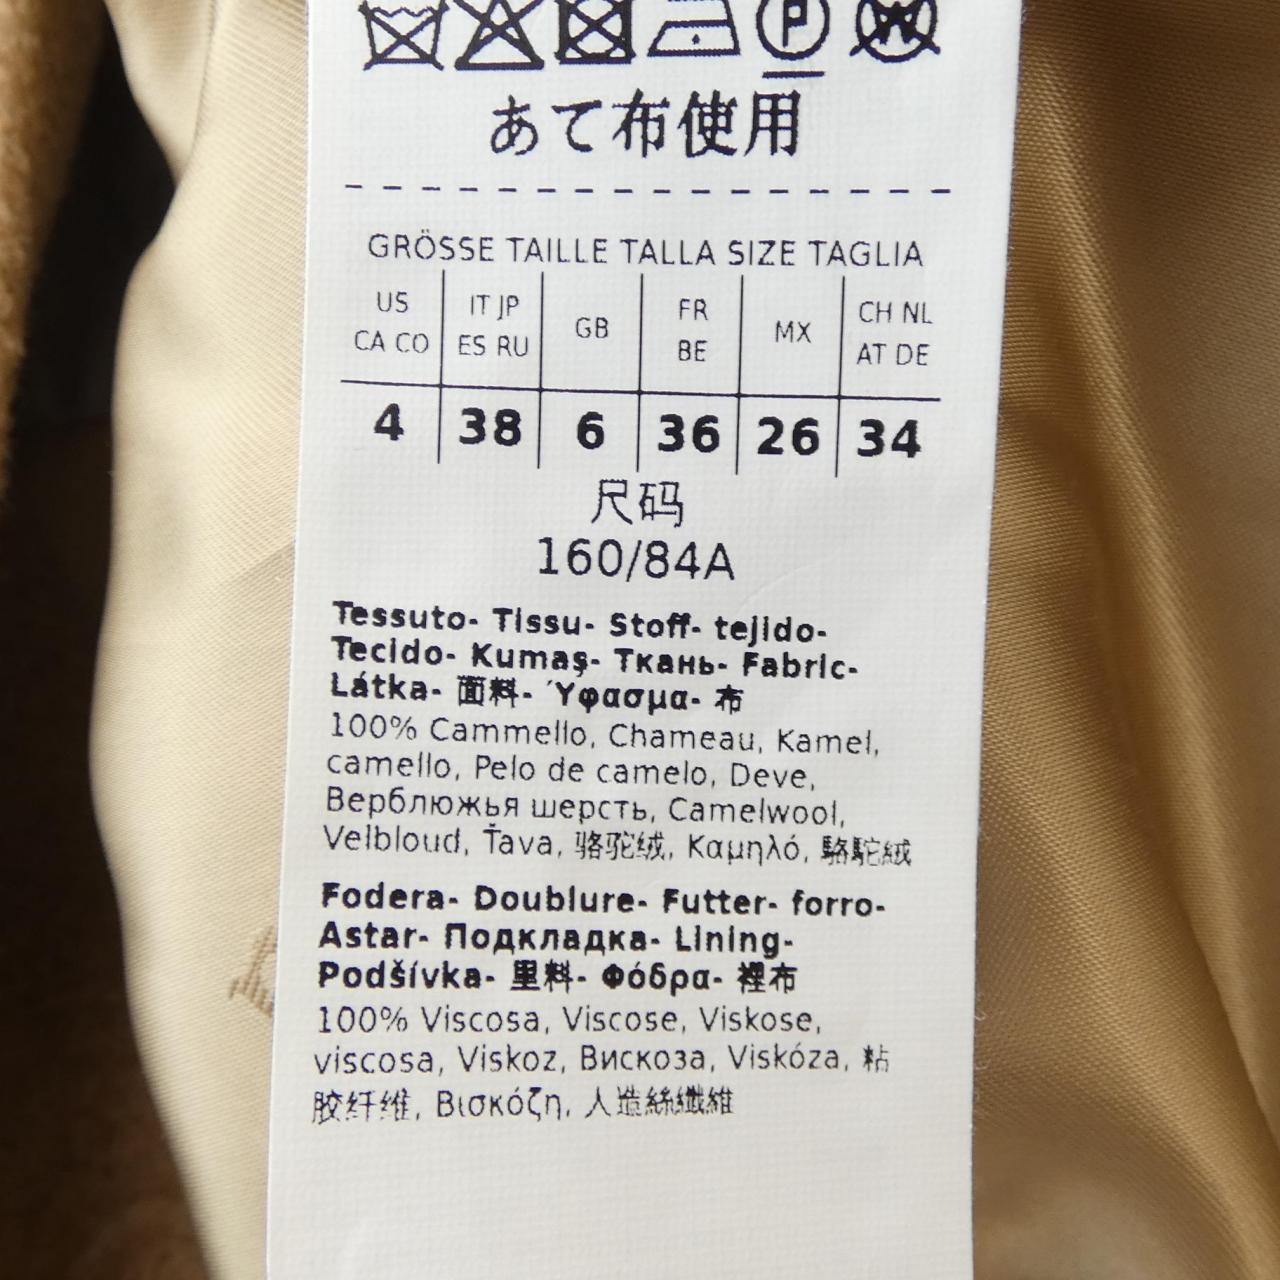 あて布使用
GRÖSSE TAILLE TALLA SIZE TAGLIA
US CA CO
IT JP ES RU
GB
FR BE
MX
CH NL AT DE
4 38 6 36 26 34
尺码
160/84A
Tessuto- Tissu- Stoff- tejido-
Tecido- Kumaş- Ткань- Fabric-
Látka- 面料- Ύφασμα- 布
100% Cammello, Chameau, Kamel,
camello, Pelo de camelo, Deve,
Верблюжья шерсть, Camelwool,
Velbloud, Ťava, 骆驼绒, Καμηλό, 駱駝絨
Fodera- Doublure- Futter- forro-
Astar- Подкладка- Lining-
Podšívka- 里料- Φόδρα- 裡布
100% Viscosa, Viscose, Viskose,
viscosa, Viskoz, Вискоза, Viskóza, 粘
胶纤维, Βισκόζη, 人造絲纖維